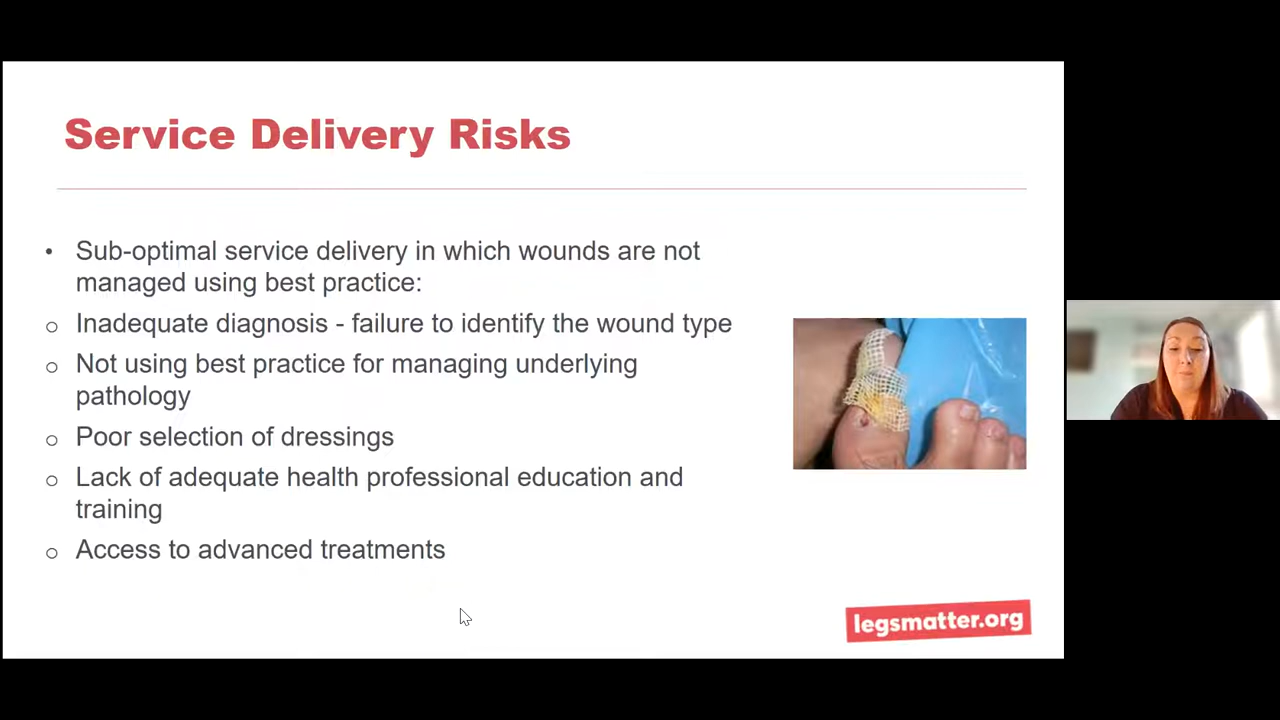 Service Delivery Risks
• Sub-optimal service delivery in which wounds are not
managed using best practice:
o Inadequate diagnosis - failure to identify the wound type
o Not using best practice for managing underlying
pathology
o Poor selection of dressings
o Lack of adequate health professional education and
training
o Access to advanced treatments
legsmatter.org